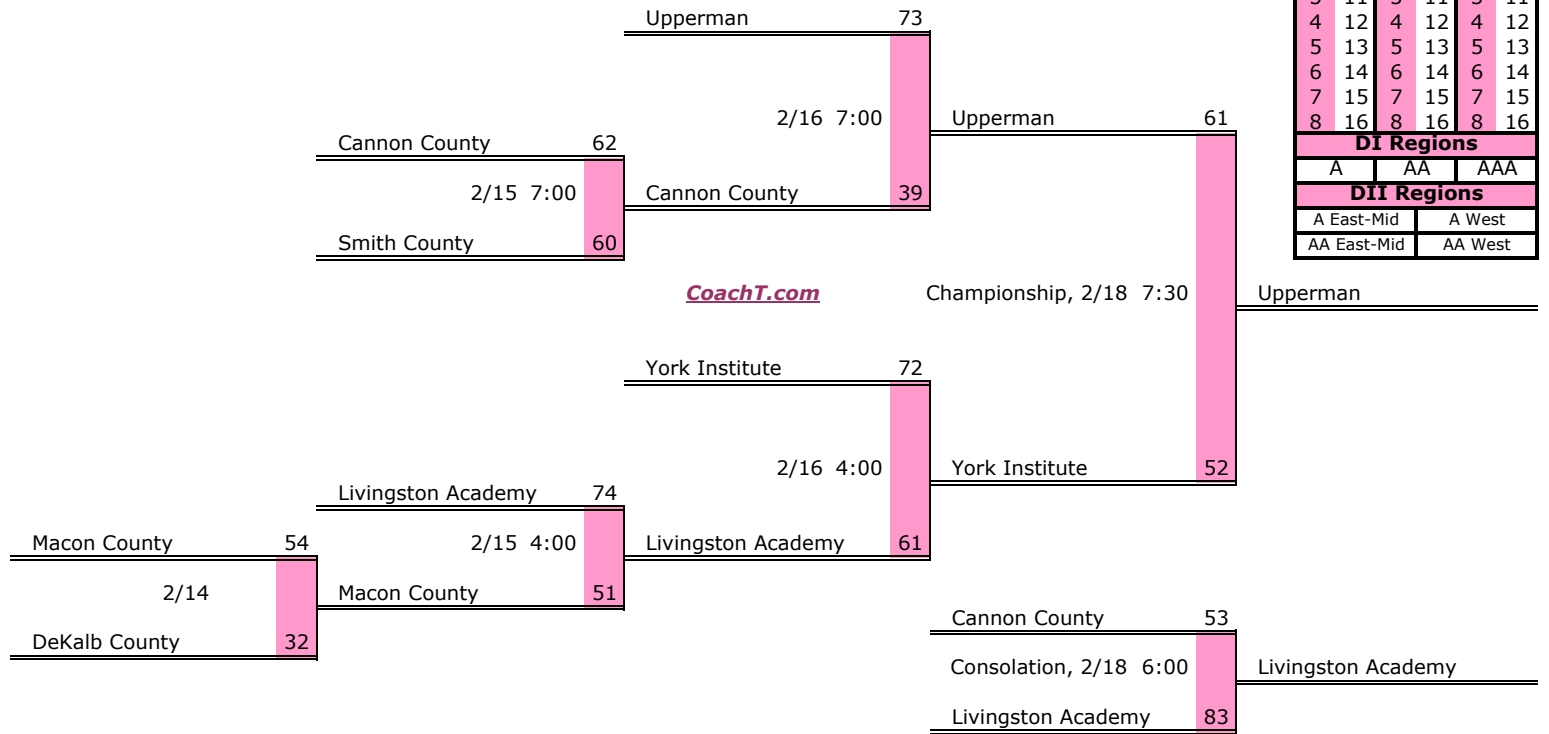 Upperman 73
3 11 3 11 3 11
4 12 4 12 4 12
5 13 5 13 5 13
6 14 6 14 6 14
7 15 7 15 7 15
8 16 8 16 8 16
DI Regions
A AA AAA
DII Regions
A East-Mid A West
AA East-Mid AA West
2/16 7:00 Upperman 61
Cannon County 62
2/15 7:00 Cannon County 39
Smith County 60
CoachT.com Championship, 2/18 7:30 Upperman
York Institute 72
2/16 4:00 York Institute 52
Livingston Academy 74
Macon County 54 2/15 4:00 Livingston Academy 61
2/14 Macon County 51
Cannon County 53
DeKalb County 32
Consolation, 2/18 6:00 Livingston Academy
Livingston Academy 83